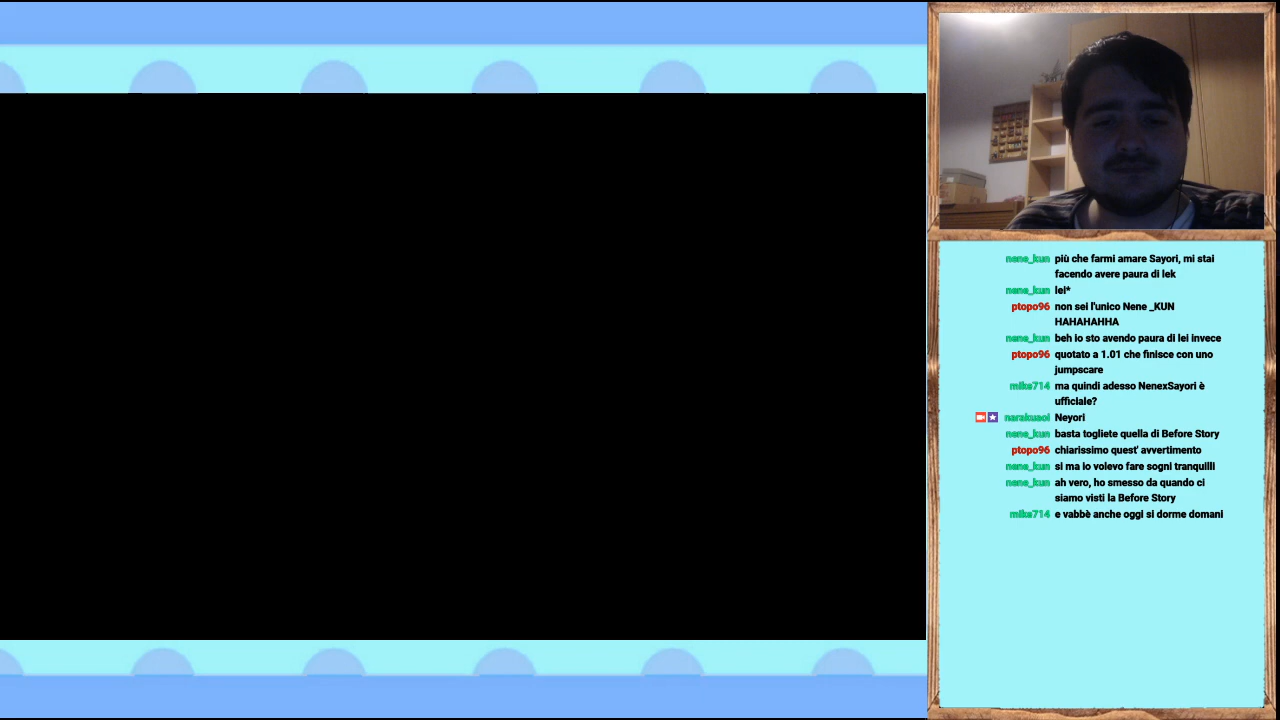 nene_kun più che farmi amare Sayori, mi stai
facendo avere paura di lek
nene_kun lei*
ptopo96 non sei l'unico Nene _KUN
HAHAHAHHA
nene_kun beh io sto avendo paura di lei invece
ptopo96 quotato a 1.01 che finisce con uno
jumpscare
mike714 ma quindi adesso NenexSayori è
ufficiale?
narakuaoi Neyori
nene_kun basta togliete quella di Before Story
ptopo96 chiarissimo quest' avvertimento
nene_kun si ma io volevo fare sogni tranquilli
nene_kun ah vero, ho smesso da quando ci
siamo visti la Before Story
mike714 e vabbè anche oggi si dorme domani